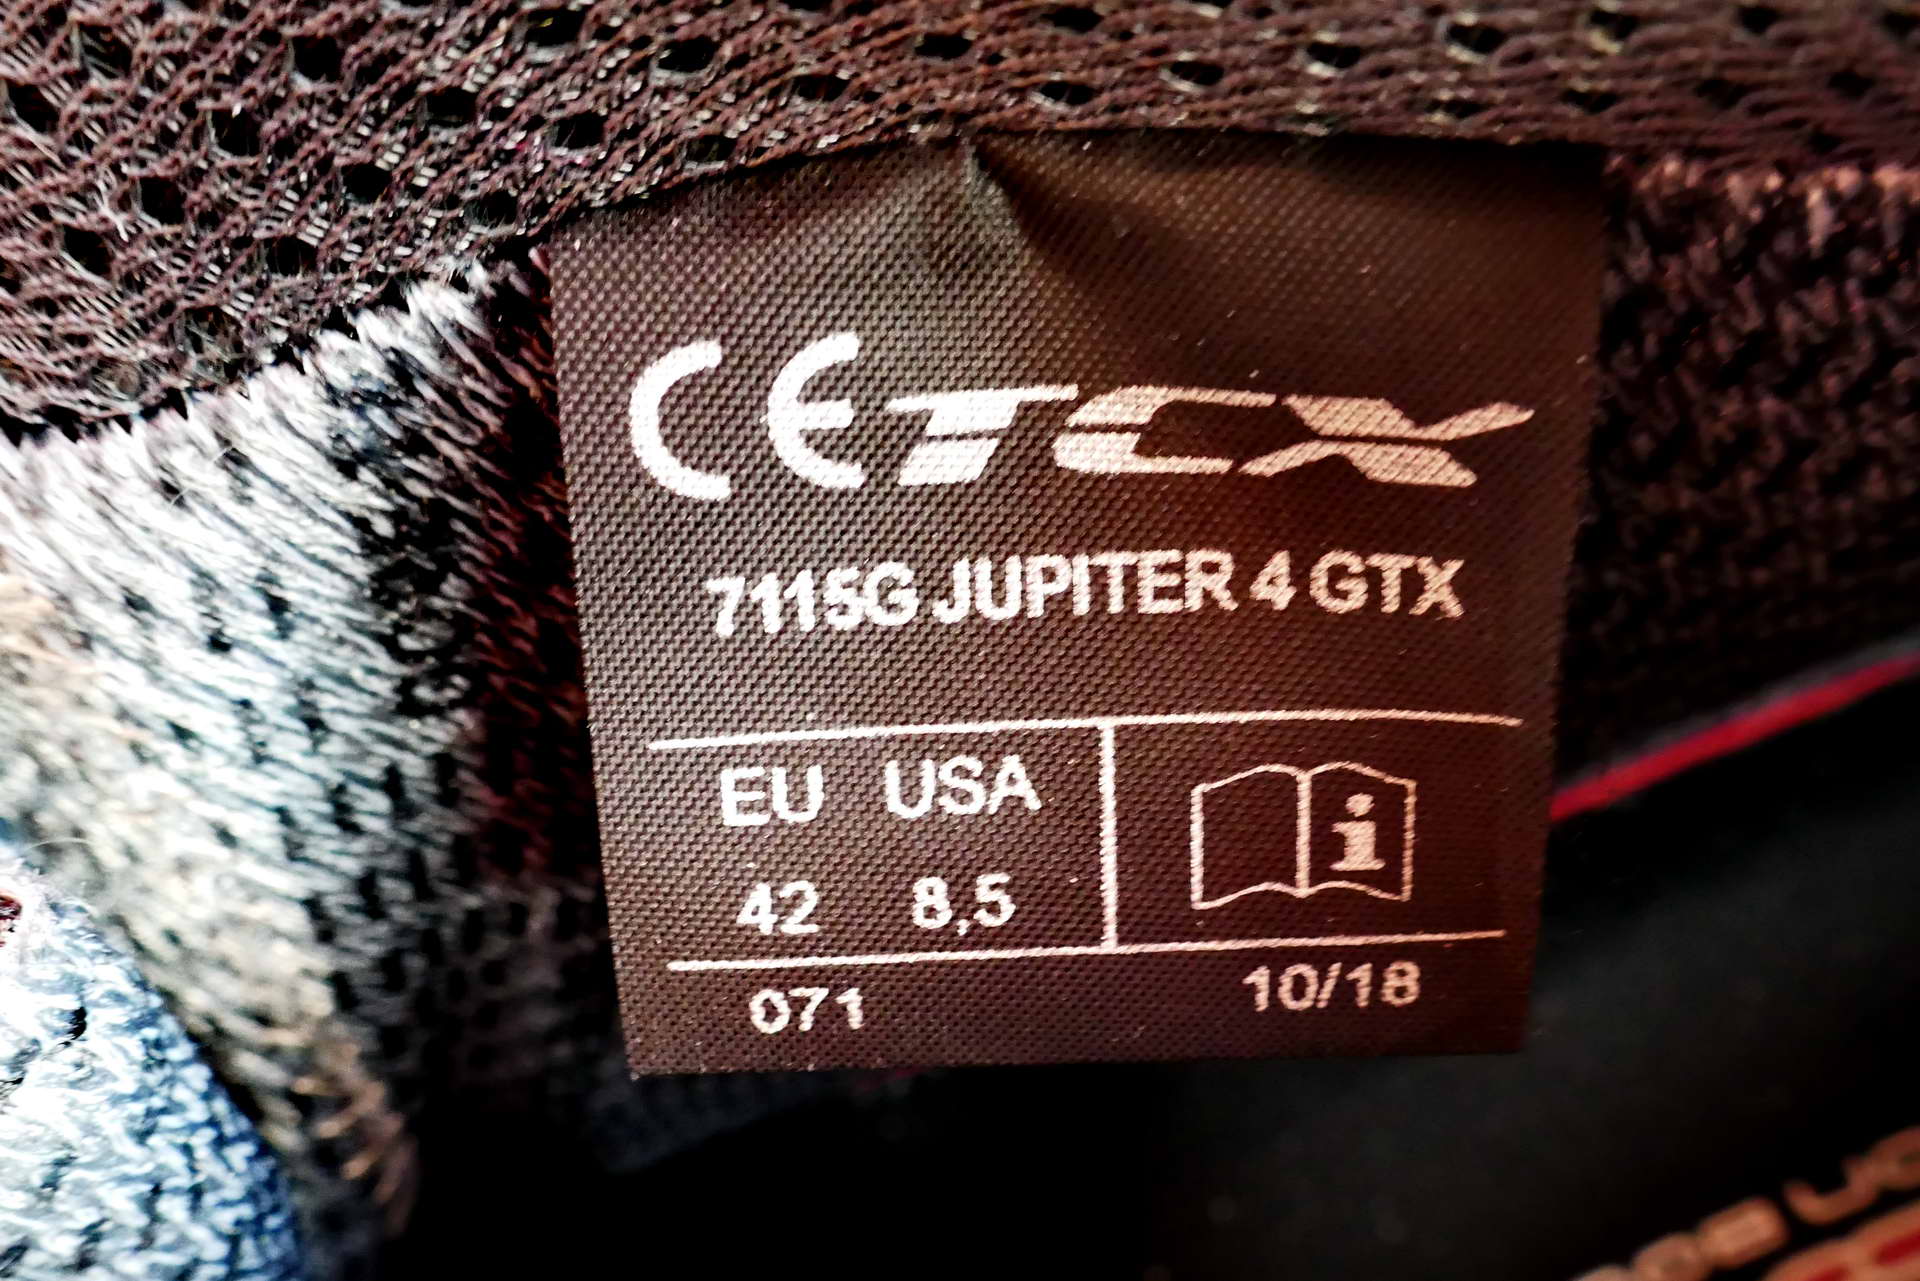 CE TCX
7115G JUPITER 4 GTX
EU USA
42 8,5
071 10/18